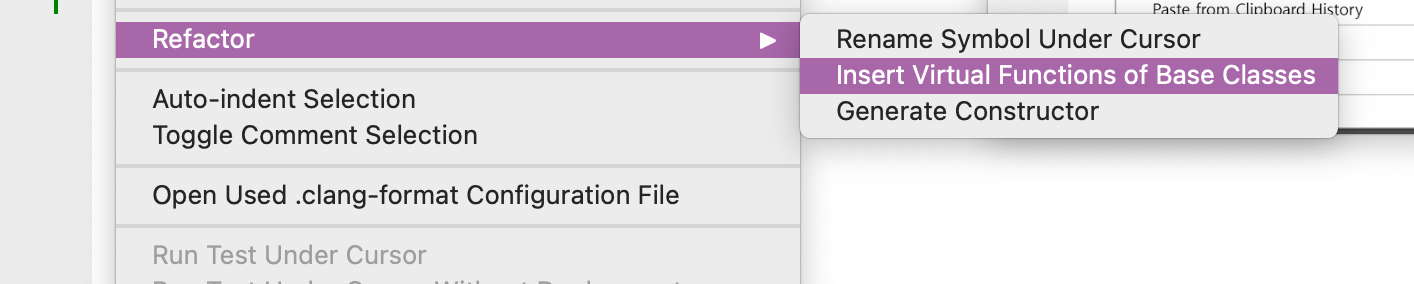 Paste from Clipboard History
Refactor
Rename Symbol Under Cursor
Insert Virtual Functions of Base Classes
Generate Constructor
Auto-indent Selection
Toggle Comment Selection
Open Used .clang-format Configuration File
Run Test Under Cursor